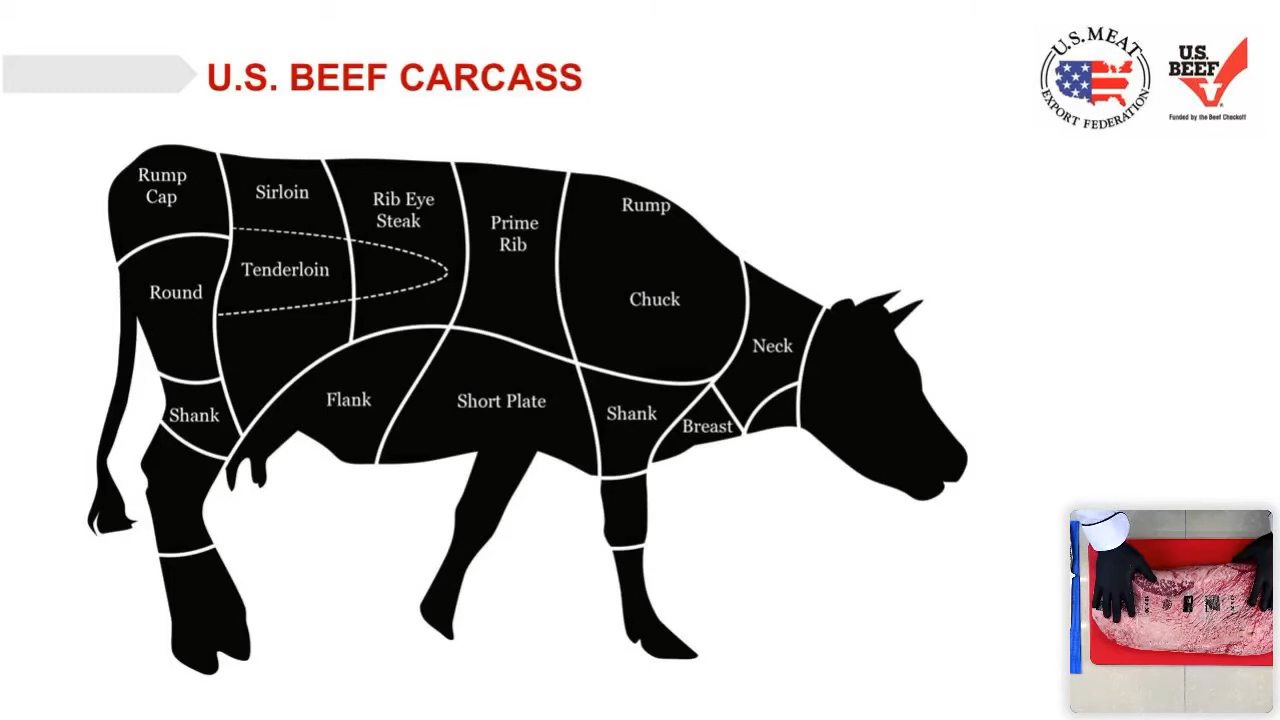 U.S. BEEF CARCASS
U.S. MEAT
EXPORT FEDERATION
U.S.
BEEF
Funded by the Beef Checkoff
Rump
Cap
Sirloin
Rib Eye
Steak
Prime
Rib
Rump
Tenderloin
Round
Chuck
Neck
Flank
Short Plate
Shank
Shank
Breast